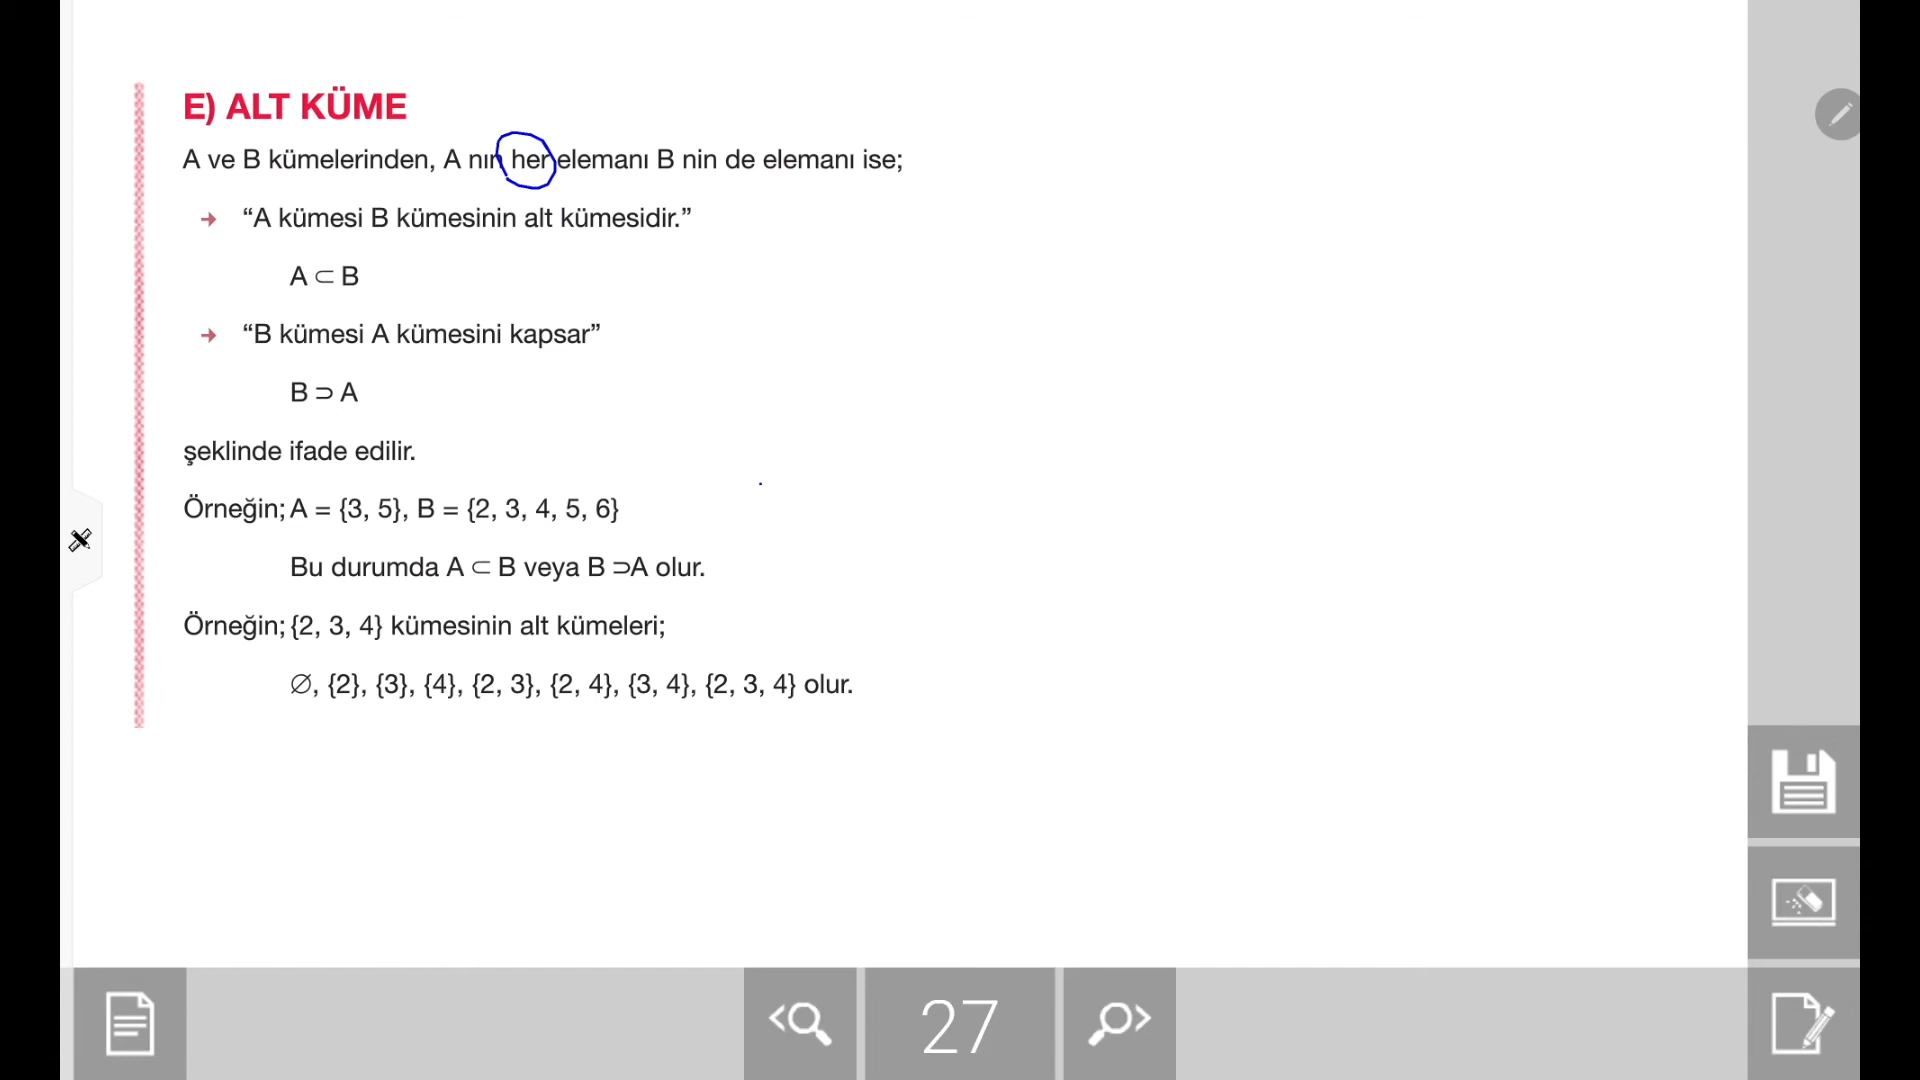 E) ALT KÜME
A ve B kümelerinden, A nın her elemanı B nin de elemanı ise;
→ “A kümesi B kümesinin alt kümesidir.”
A ⊂ B
→ “B kümesi A kümesini kapsar”
B ⊃ A
şeklinde ifade edilir.
Örneğin; A = {3, 5}, B = {2, 3, 4, 5, 6}
Bu durumda A ⊂ B veya B ⊃A olur.
Örneğin; {2, 3, 4} kümesinin alt kümeleri;
∅, {2}, {3}, {4}, {2, 3}, {2, 4}, {3, 4}, {2, 3, 4} olur.
27